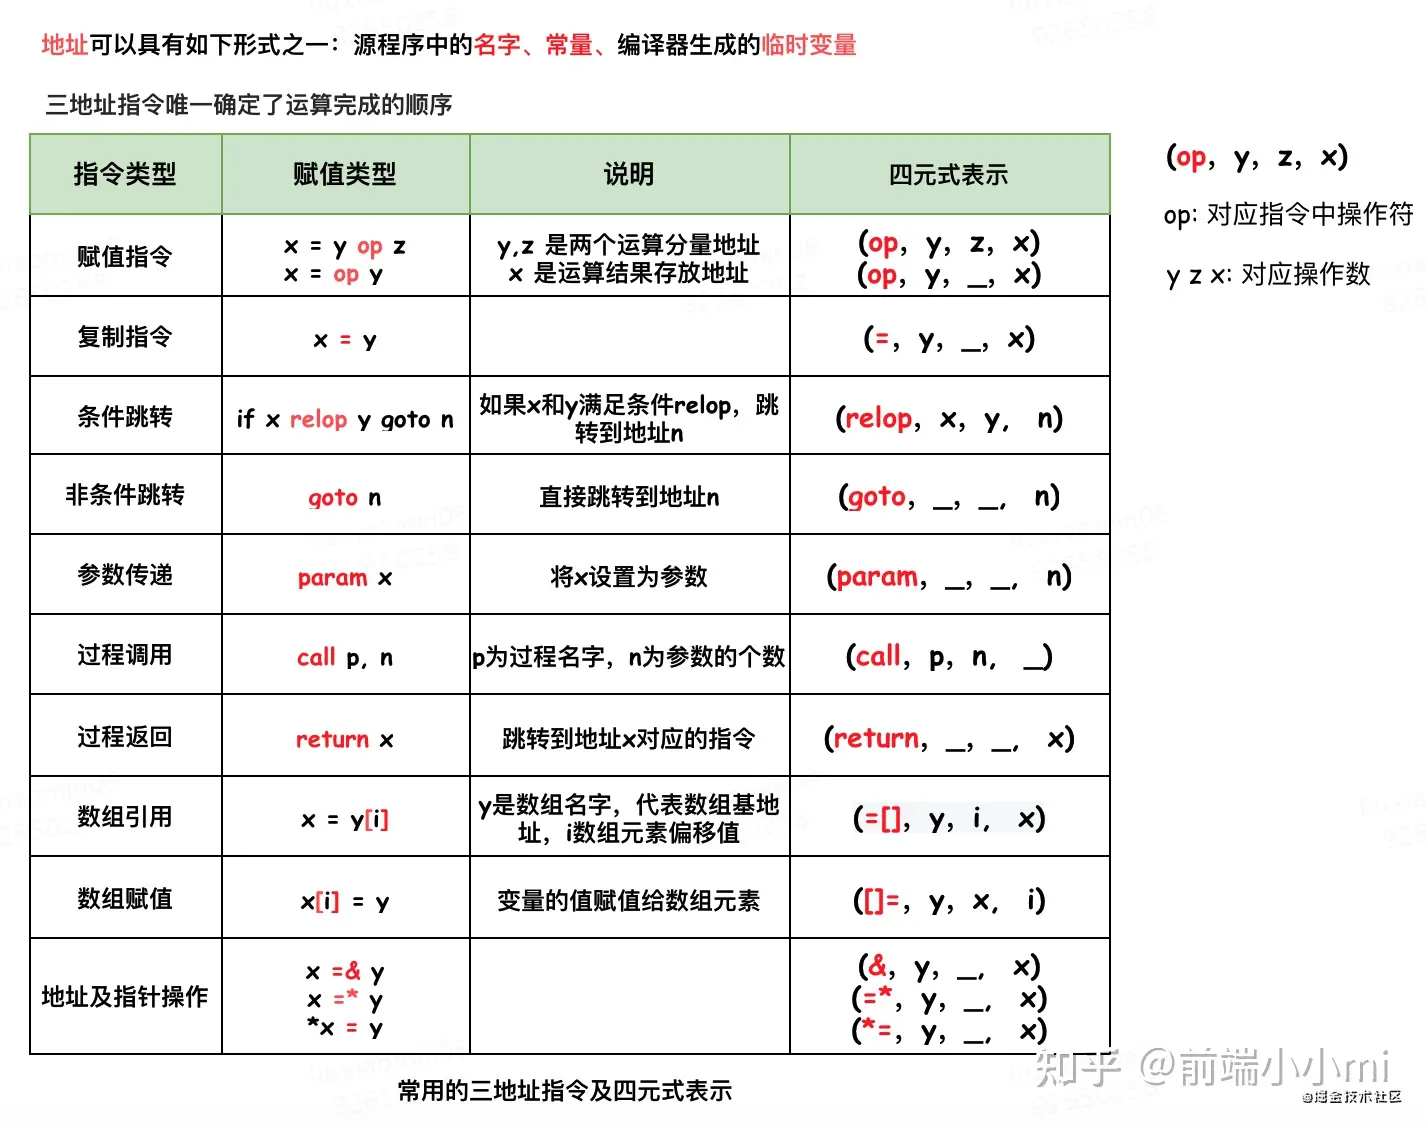 地址可以具有如下形式之一：源程序中的名字、常量、编译器生成的临时变量
三地址指令唯一确定了运算完成的顺序
指令类型 赋值类型 说明 四元式表示
赋值指令
x = y op z
x = op y
y,z 是两个运算分量地址
x 是运算结果存放地址
(op, y, z, x)
(op, y, _, x)
复制指令 x = y (=, y, _, x)
条件跳转 if x relop y goto n
如果x和y满足条件relop，跳
转到地址n
(relop, x, y, n)
非条件跳转 goto n 直接跳转到地址n (goto, _, _, n)
参数传递 param x 将x设置为参数 (param, _, _, n)
过程调用 call p, n p为过程名字，n为参数的个数 (call, p, n, _)
过程返回 return x 跳转到地址x对应的指令 (return, _, _, x)
数组引用 x = y[i]
y是数组名字，代表数组基地
址，i数组元素偏移值
(=[], y, i, x)
数组赋值 x[i] = y 变量的值赋值给数组元素 ([]=, y, x, i)
地址及指针操作
x =& y
x =* y
*x = y
(&, y, _, x)
(=*, y, _, x)
(*=, y, _, x)
常用的三地址指令及四元式表示
(op, y, z, x)
op: 对应指令中操作符
y z x: 对应操作数
知乎 @前端小小mi
@掘金技术社区